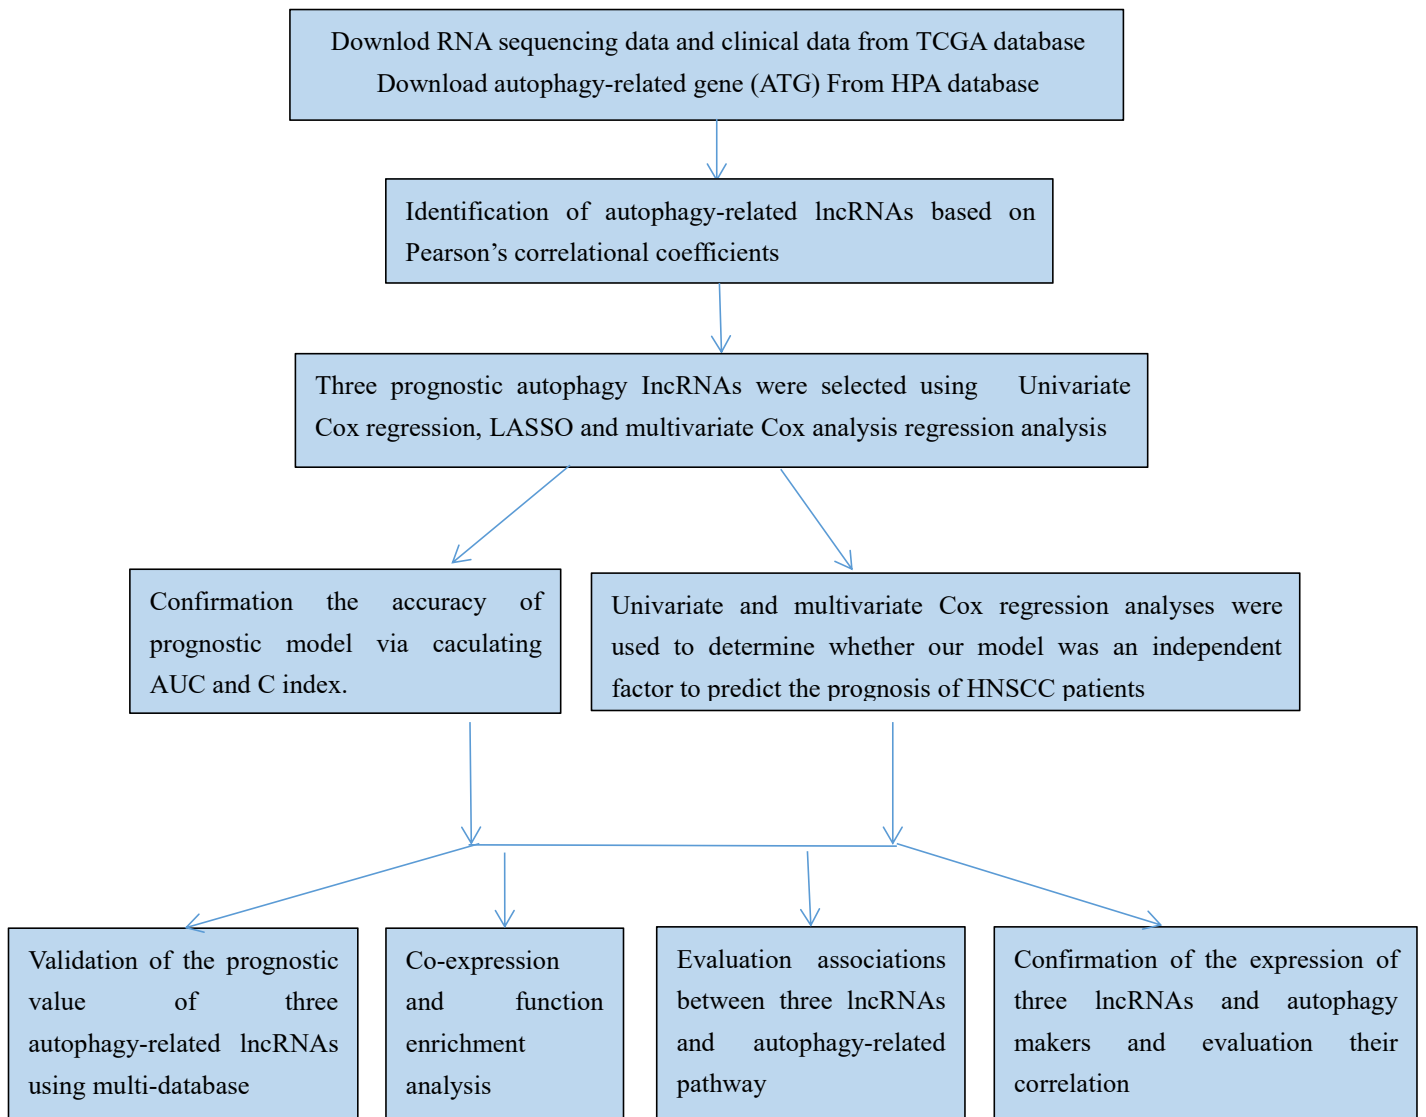 Downlod RNA sequencing data and clinical data from TCGA database
Download autophagy-related gene (ATG) From HPA database
Identification of autophagy-related lncRNAs based on
Pearson’s correlational coefficients
Three prognostic autophagy IncRNAs were selected using Univariate
Cox regression, LASSO and multivariate Cox analysis regression analysis
Confirmation the accuracy of
prognostic model via caculating
AUC and C index.
Univariate and multivariate Cox regression analyses were
used to determine whether our model was an independent
factor to predict the prognosis of HNSCC patients
Validation of the prognostic
value of three
autophagy-related lncRNAs
using multi-database
Co-expression
and function
enrichment
analysis
Evaluation associations
between three lncRNAs
and autophagy-related
pathway
Confirmation of the expression of
three lncRNAs and autophagy
makers and evaluation their
correlation